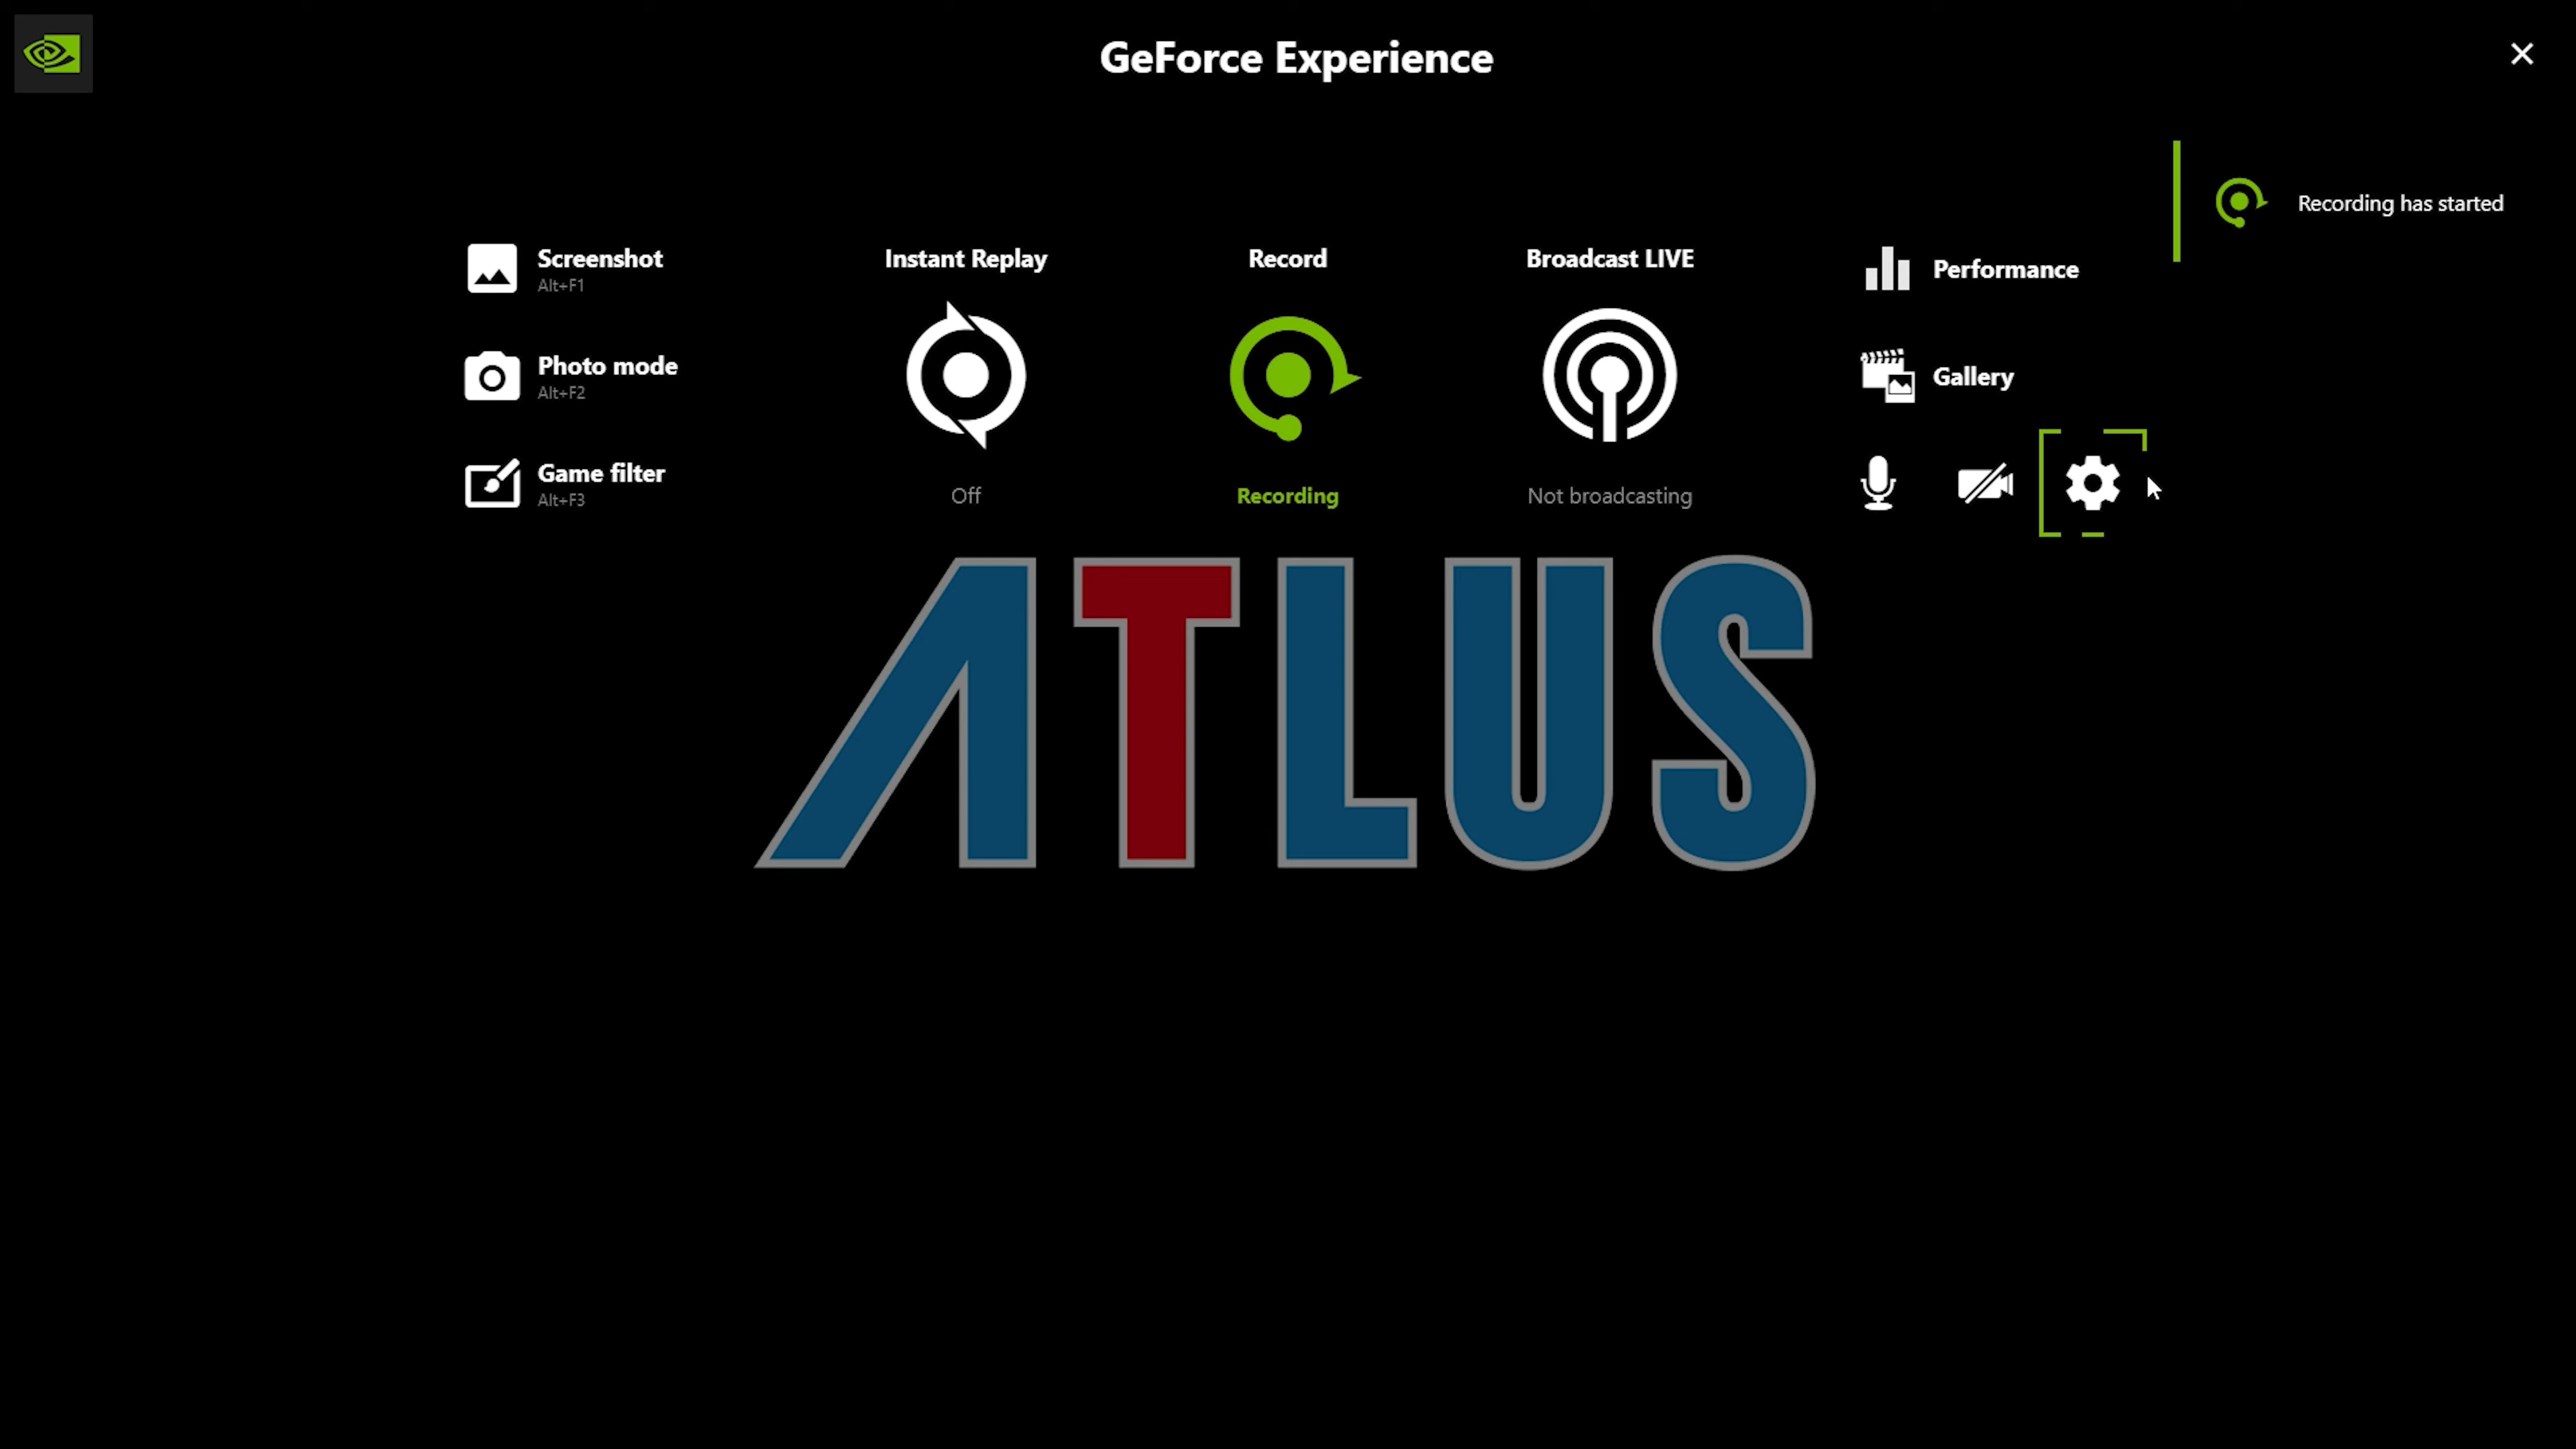 GeForce Experience
Recording has started
Screenshot
Alt+F1
Photo mode
Alt+F2
Game filter
Alt+F3
Instant Replay
Off
Record
Recording
Broadcast LIVE
Not broadcasting
Performance
Gallery
ATLUS